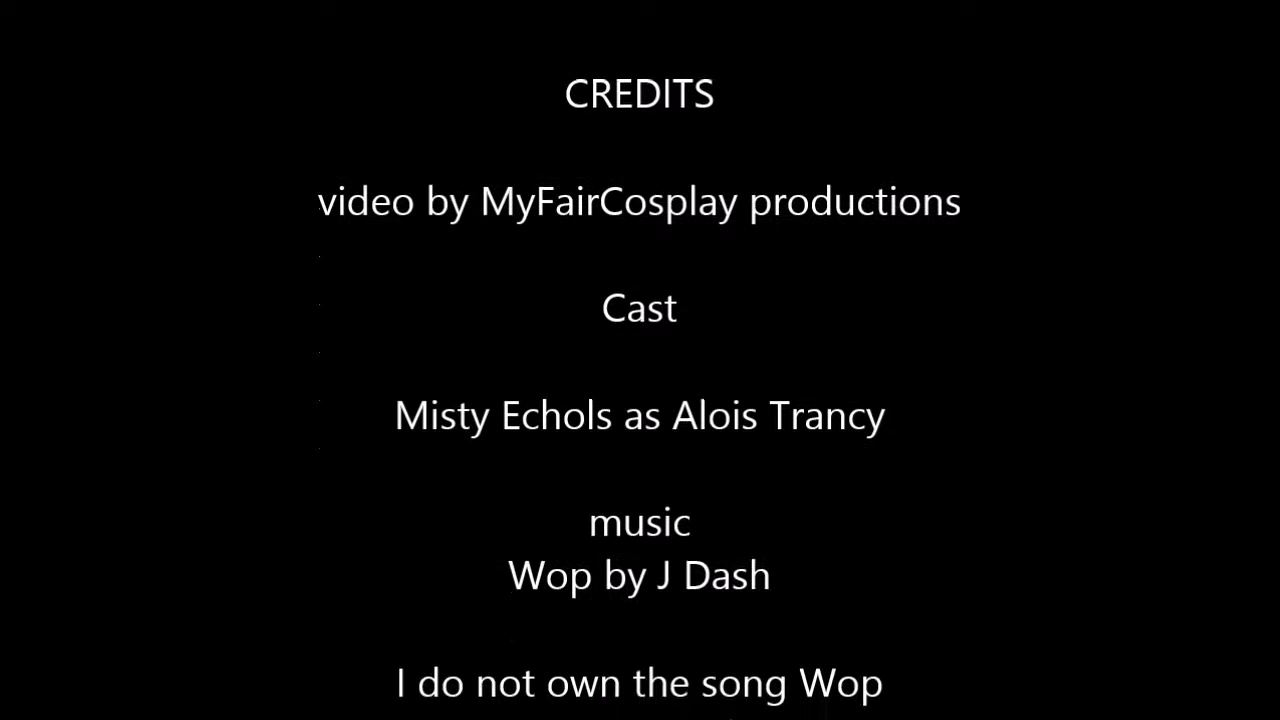 CREDITS
video by MyFairCosplay productions
Cast
Misty Echols as Alois Trancy
music
Wop by J Dash
I do not own the song Wop